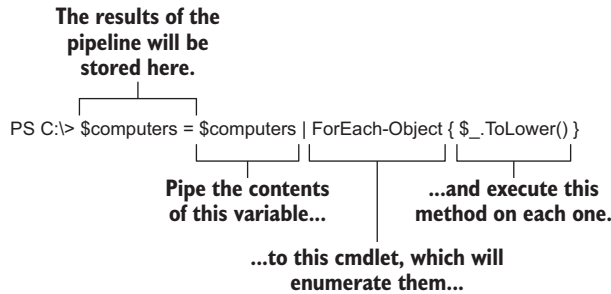 The results of the
pipeline will be
stored here.
PS C:\> $computers = $computers | ForEach-Object { $_.ToLower() }
Pipe the contents
of this variable...
...and execute this
method on each one.
...to this cmdlet, which will
enumerate them...